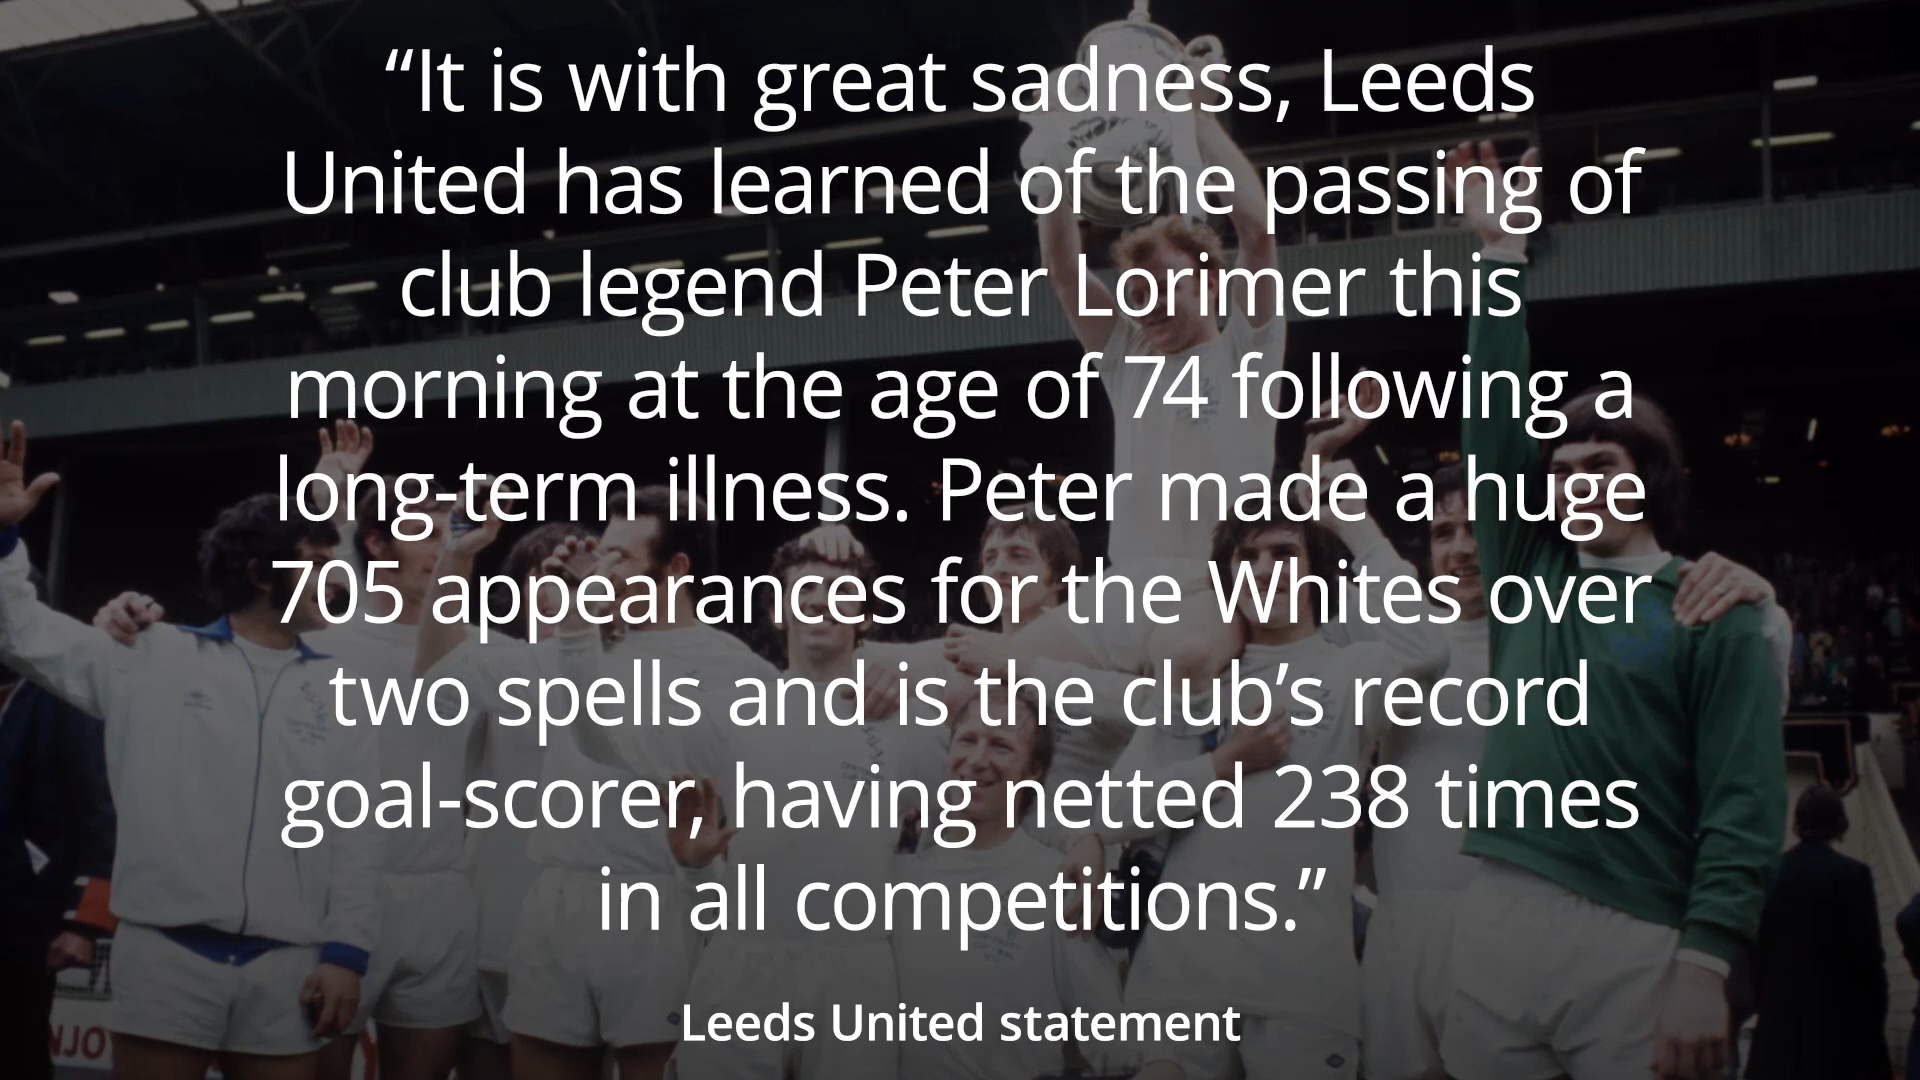 “It is with great sadness, Leeds
United has learned of the passing of
club legend Peter Lorimer this
morning at the age of 74 following a
long-term illness. Peter made a huge
705 appearances for the Whites over
two spells and is the club’s record
goal-scorer, having netted 238 times
in all competitions.”
Leeds United statement
NJO